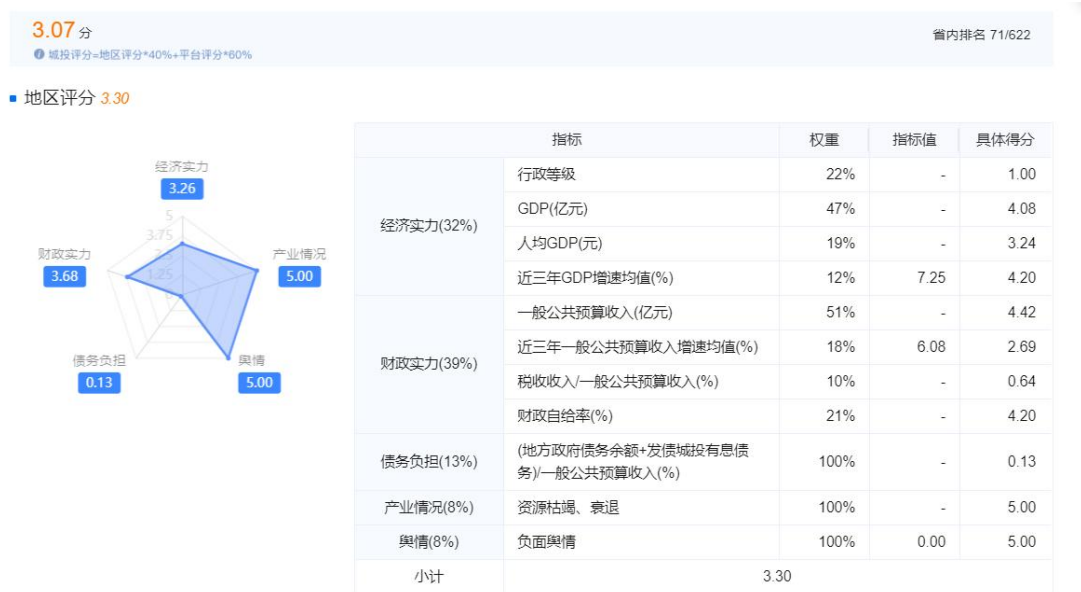 3.07 分
城投评分=地区评分*40%+平台评分*60%
省内排名 71/622
地区评分 3.30
经济实力
3.26
产业情况
5.00
舆情
5.00
债务负担
0.13
财政实力
3.68
5
3.75
1.25
指标 权重 指标值 具体得分
经济实力(32%)
行政等级 22% - 1.00
GDP(亿元) 47% - 4.08
人均GDP(元) 19% - 3.24
近三年GDP增速均值(%) 12% 7.25 4.20
财政实力(39%)
一般公共预算收入(亿元) 51% - 4.42
近三年一般公共预算收入增速均值(%) 18% 6.08 2.69
税收收入/一般公共预算收入(%) 10% - 0.64
财政自给率(%) 21% - 4.20
债务负担(13%)
(地方政府债务余额+发债城投有息债
务)/一般公共预算收入(%) 100% - 0.13
产业情况(8%) 资源枯竭、衰退 100% - 5.00
舆情(8%) 负面舆情 100% 0.00 5.00
小计 3.30